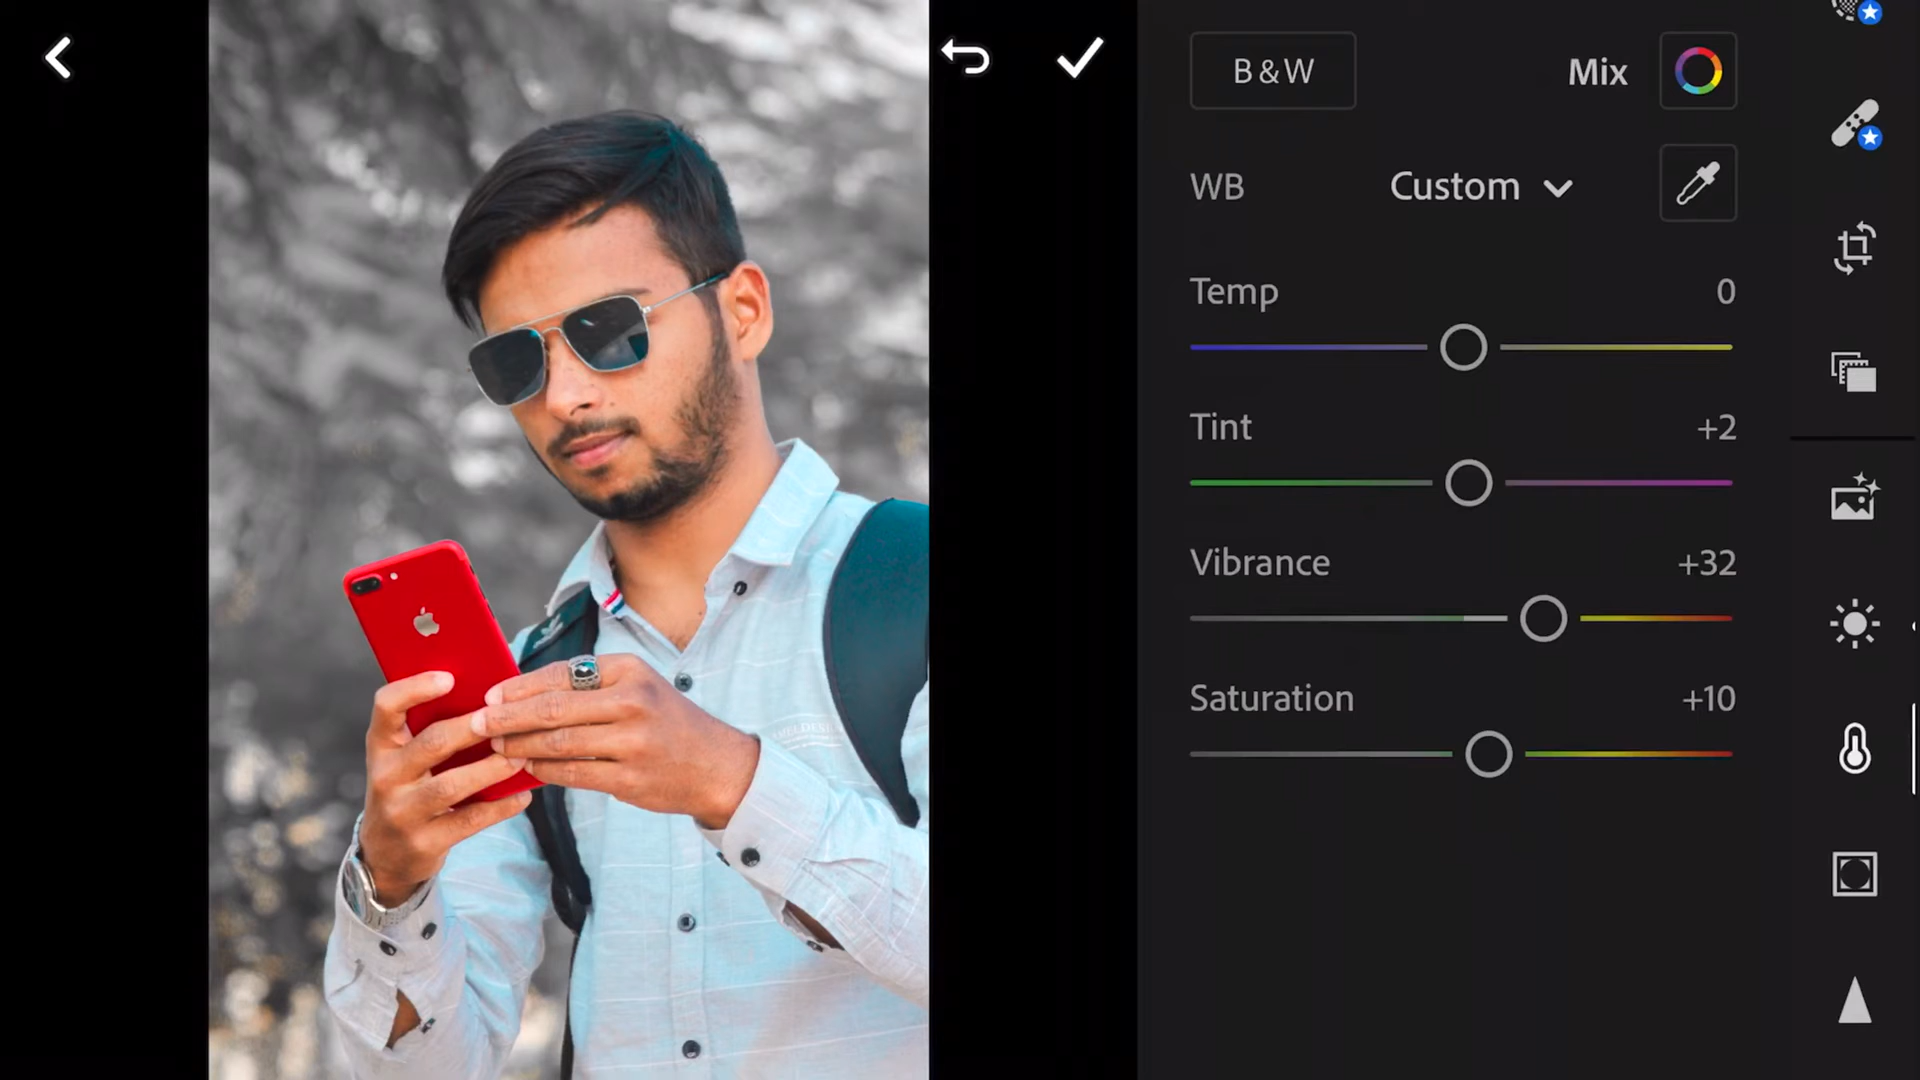 B&W
Mix
WB
Custom
Temp
0
Tint
+2
Vibrance
+32
Saturation
+10